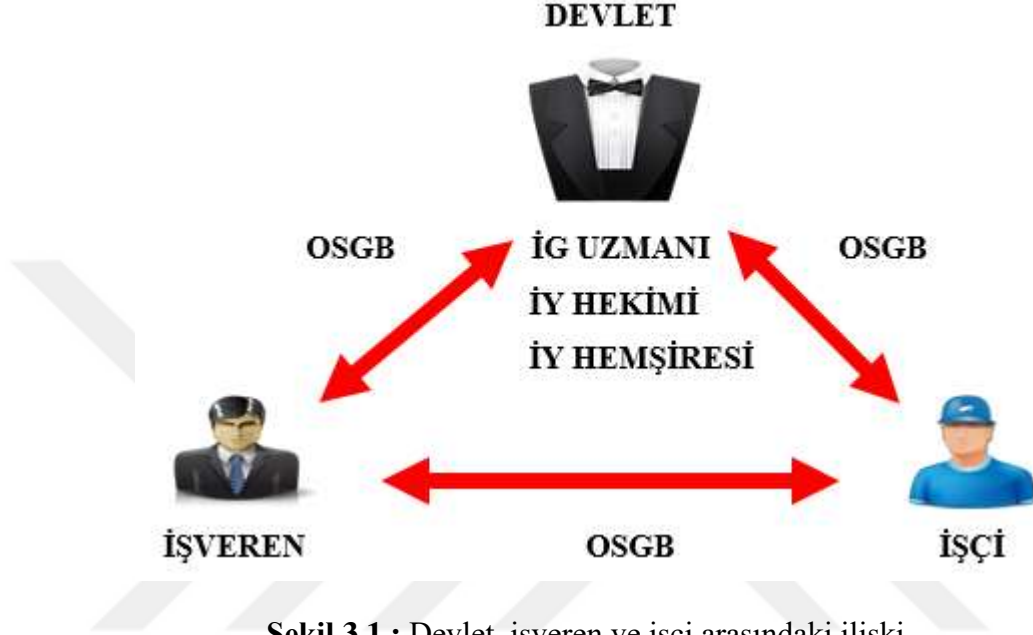 DEVLET
OSGB
İG UZMANI
OSGB
İY HEKİMİ
İY HEMŞİRESİ
İŞVEREN
OSGB
İŞÇİ
Şekil 3.1 : Devlet, işveren ve işçi arasındaki ilişki